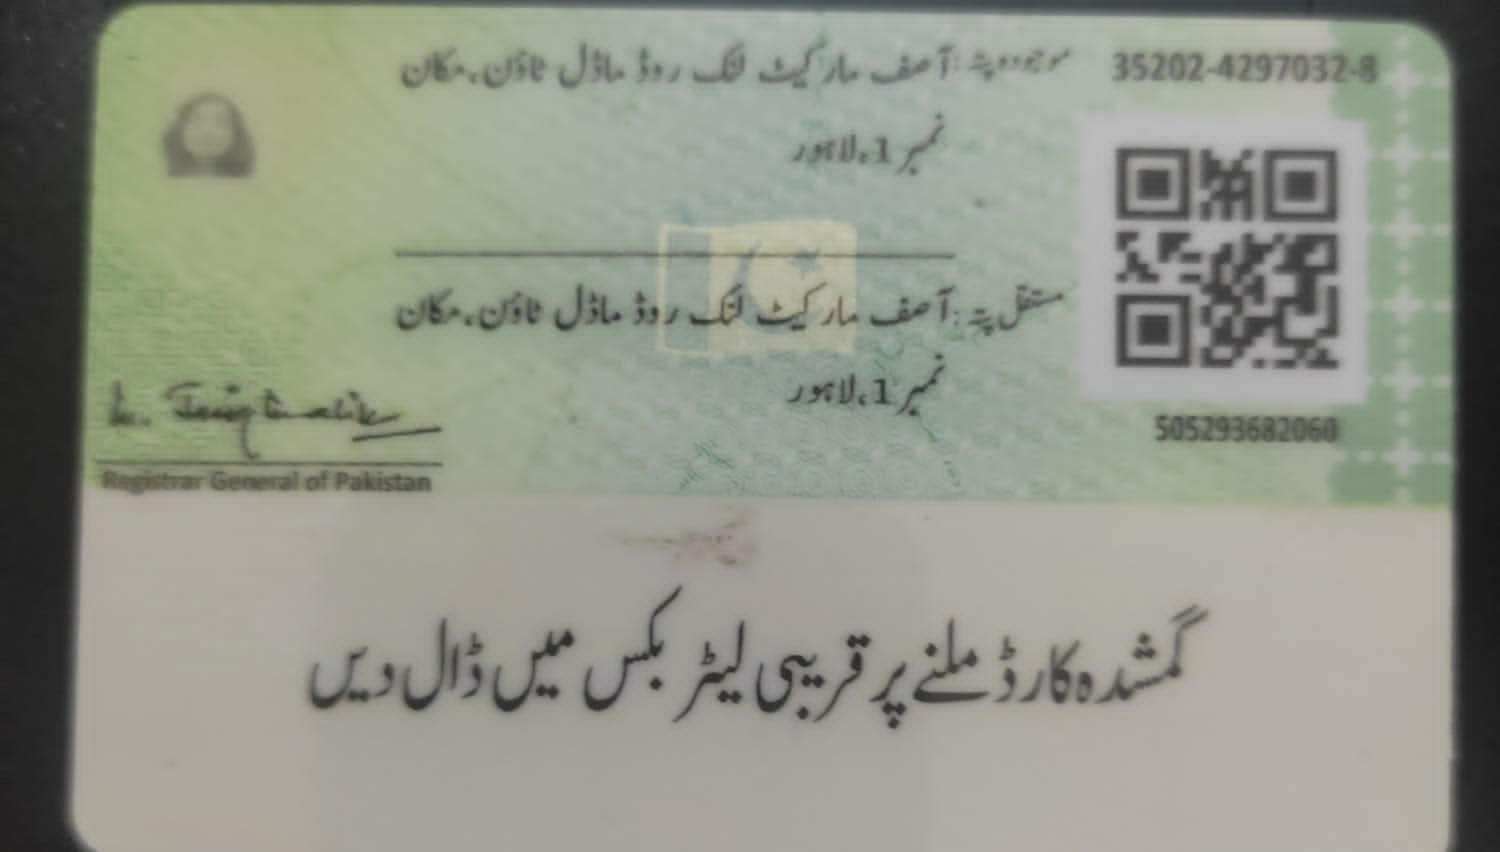 35202-4297032-8
موجودہ پتہ: آصف مارکیٹ لنک روڈ ماڈل ٹاؤن، مکان
نمبر 1، لاہور
مستقل پتہ: آصف مارکیٹ لنک روڈ ماڈل ٹاؤن، مکان
نمبر 1، لاہور
505293682060
Registrar General of Pakistan
گمشدہ کارڈ ملنے پر قریبی لیٹر بکس میں ڈال دیں